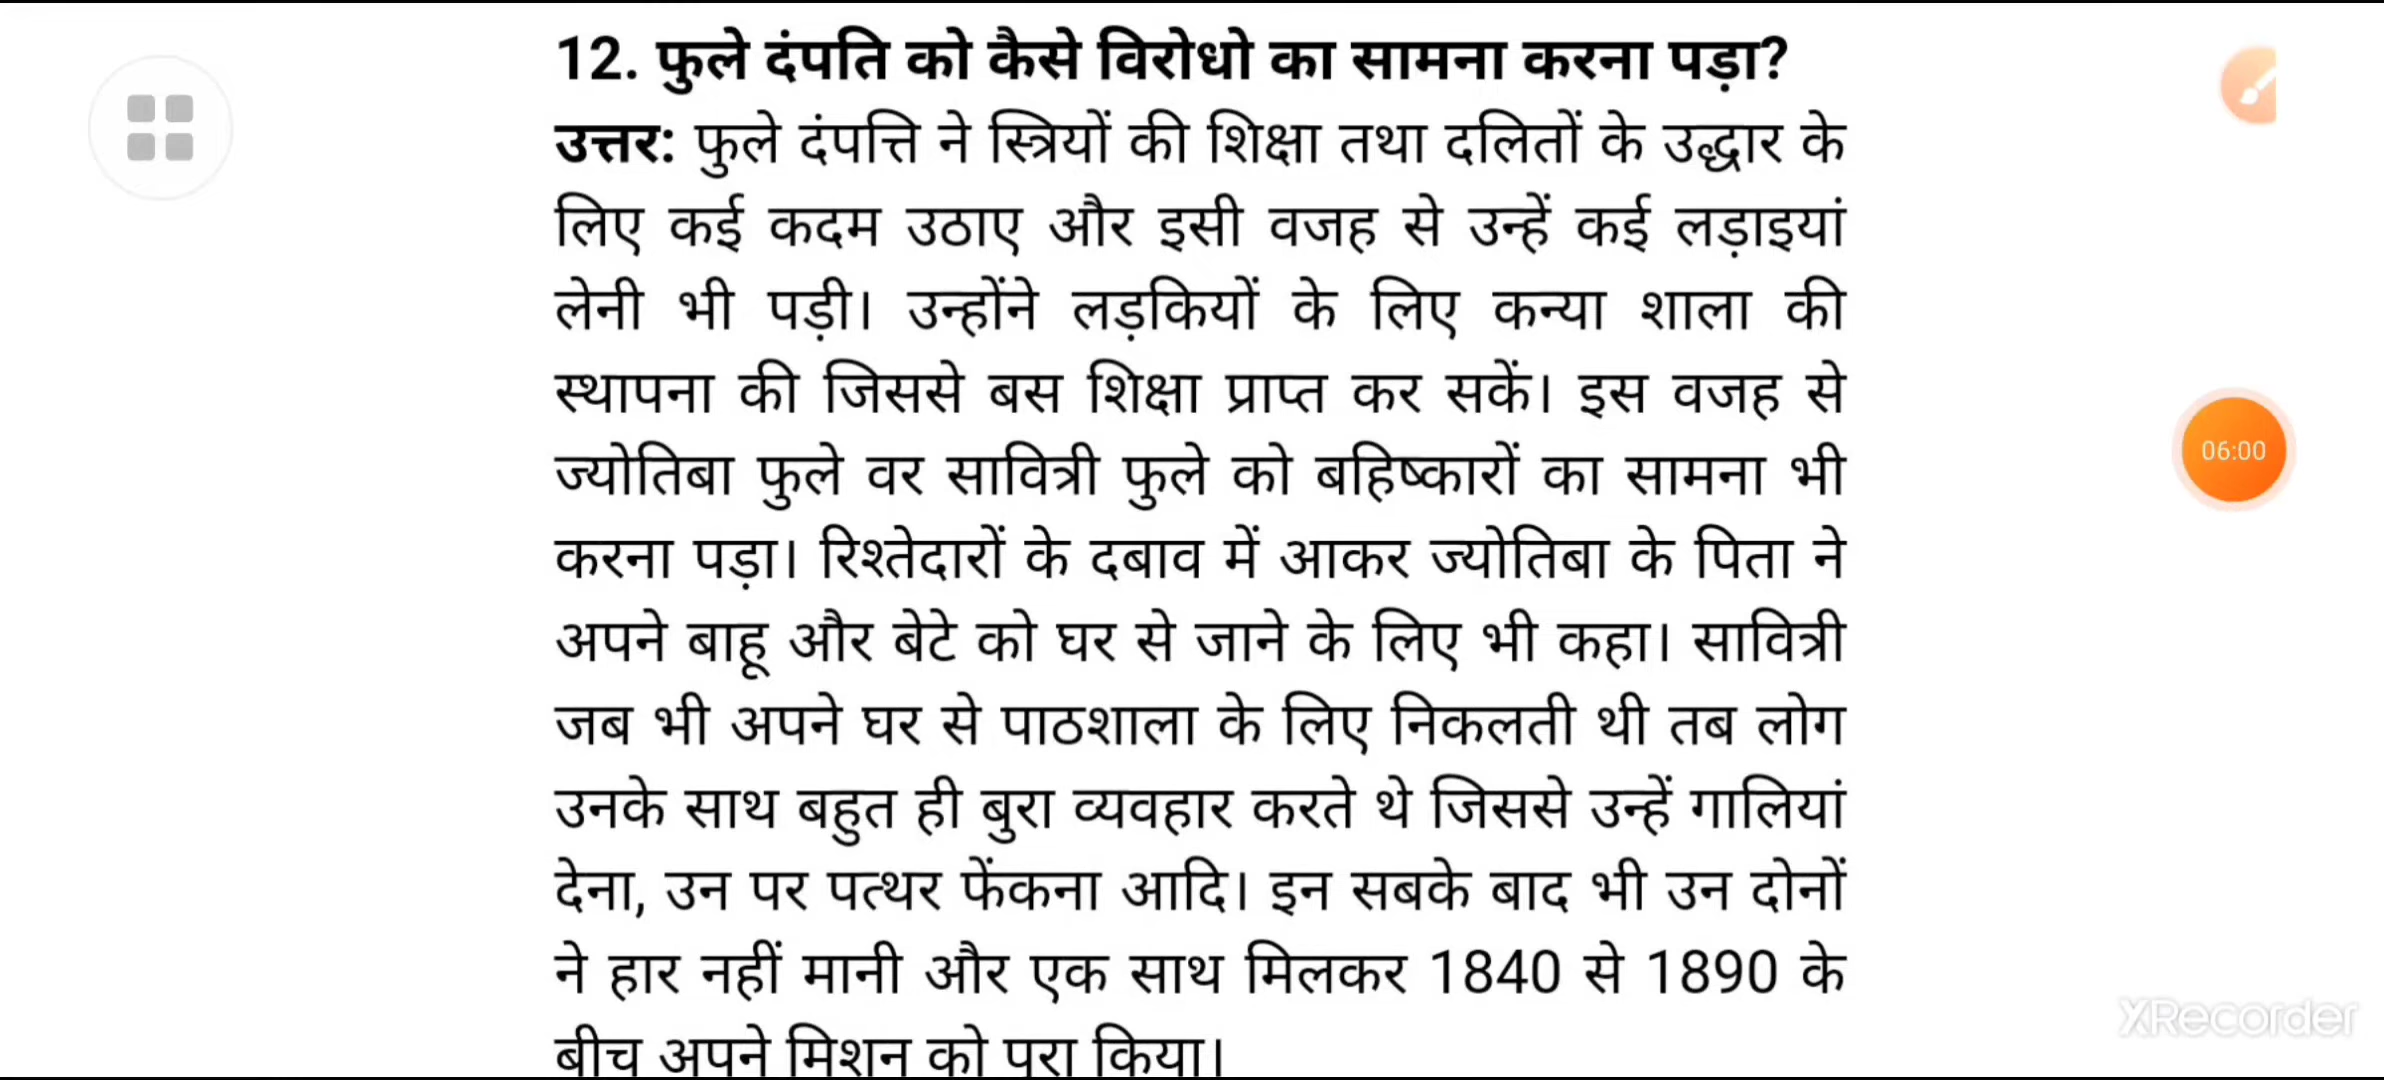 12. फुले दंपति को कैसे विरोधो का सामना करना पड़ा?
उत्तर: फुले दंपत्ति ने स्त्रियों की शिक्षा तथा दलितों के उद्धार के
लिए कई कदम उठाए और इसी वजह से उन्हें कई लड़ाइयां
लेनी भी पड़ी। उन्होंने लड़कियों के लिए कन्या शाला की
स्थापना की जिससे बस शिक्षा प्राप्त कर सकें। इस वजह से
ज्योतिबा फुले वर सावित्री फुले को बहिष्कारों का सामना भी
करना पड़ा। रिश्तेदारों के दबाव में आकर ज्योतिबा के पिता ने
अपने बाहू और बेटे को घर से जाने के लिए भी कहा। सावित्री
जब भी अपने घर से पाठशाला के लिए निकलती थी तब लोग
उनके साथ बहुत ही बुरा व्यवहार करते थे जिससे उन्हें गालियां
देना, उन पर पत्थर फेंकना आदि। इन सबके बाद भी उन दोनों
ने हार नहीं मानी और एक साथ मिलकर 1840 से 1890 के
बीच अपने मिशन को पूरा किया।
06:00
XRecorder